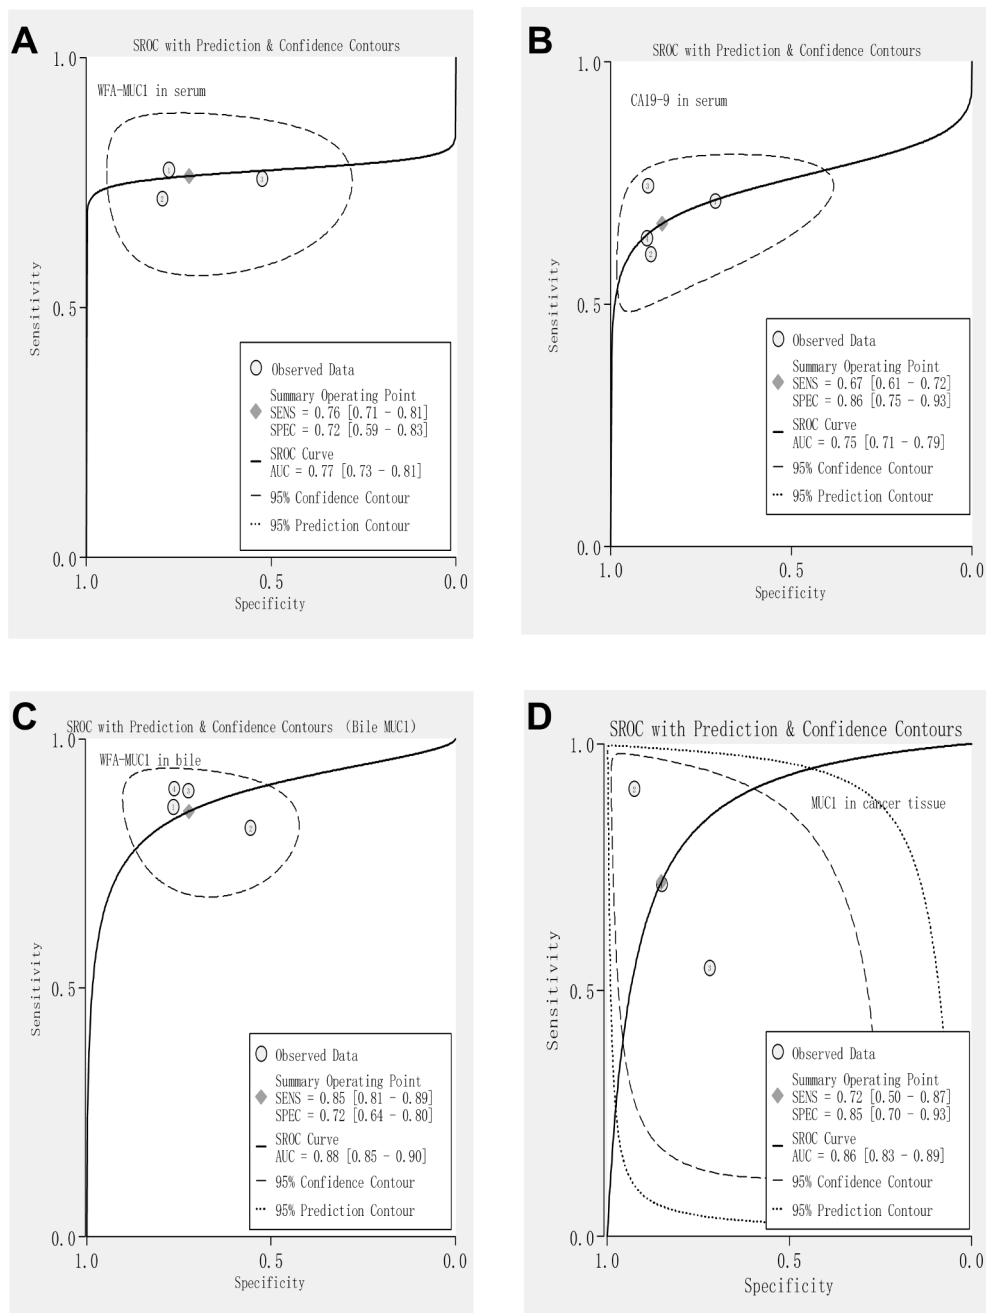 A
SROC with Prediction & Confidence Contours
WFA-MUC1 in serum
1.0
0.5
0.0
Sensitivity
1
2
3
Observed Data
Summary Operating Point
SENS = 0.76 [0.71 - 0.81]
SPEC = 0.72 [0.59 - 0.83]
SROC Curve
AUC = 0.77 [0.73 - 0.81]
95% Confidence Contour
95% Prediction Contour
1.0
0.5
0.0
Specificity
B
SROC with Prediction & Confidence Contours
CA19-9 in serum
1.0
0.5
0.0
Sensitivity
3
2
Observed Data
Summary Operating Point
SENS = 0.67 [0.61 - 0.72]
SPEC = 0.86 [0.75 - 0.93]
SROC Curve
AUC = 0.75 [0.71 - 0.79]
95% Confidence Contour
95% Prediction Contour
1.0
0.5
0.0
Specificity
C
SROC with Prediction & Confidence Contours (Bile MUC1)
WFA-MUC1 in bile
1.0
0.5
0.0
Sensitivity
4
3
1
2
Observed Data
Summary Operating Point
SENS = 0.85 [0.81 - 0.89]
SPEC = 0.72 [0.64 - 0.80]
SROC Curve
AUC = 0.88 [0.85 - 0.90]
95% Confidence Contour
95% Prediction Contour
1.0
0.5
0.0
Specificity
D
SROC with Prediction & Confidence Contours
MUC1 in cancer tissue
1.0
0.5
0.0
Sensitivity
2
3
Observed Data
Summary Operating Point
SENS = 0.72 [0.50 - 0.87]
SPEC = 0.85 [0.70 - 0.93]
SROC Curve
AUC = 0.86 [0.83 - 0.89]
95% Confidence Contour
95% Prediction Contour
1.0
0.5
0.0
Specificity